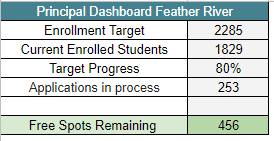 Principal Dashboard Feather River
Enrollment Target 2285
Current Enrolled Students 1829
Target Progress 80%
Applications in process 253
Free Spots Remaining 456